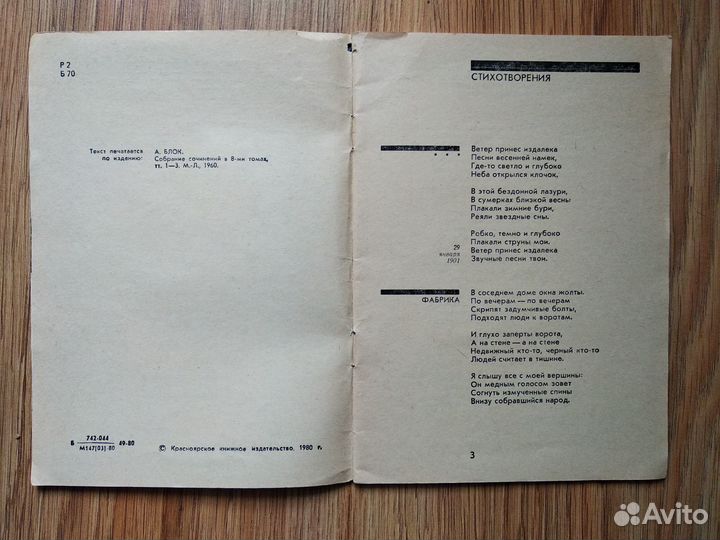 Р 2
Б 70
Текст печатается
по изданию:
А. БЛОК.
Собрание сочинений в 8-ми томах,
тт. 1—3. М.-Л., 1960.
Б 742-044 49-80
М147[03]-80
© Красноярское книжное издательство, 1980 г.
СТИХОТВОРЕНИЯ
* * *
Ветер принес издалека
Песни весенней намек,
Где-то светло и глубоко
Неба открылся клочок.
В этой бездонной лазури,
В сумерках близкой весны
Плакали зимние бури,
Реяли звездные сны.
Робко, темно и глубоко
Плакали струны мои.
Ветер принес издалека
Звучные песни твои.
29
января
1901
ФАБРИКА
В соседнем доме окна жолты.
По вечерам — по вечерам
Скрипят задумчивые болты,
Подходят люди к воротам.
И глухо заперты ворота,
А на стене — а на стене
Недвижный кто-то, черный кто-то
Людей считает в тишине.
Я слышу все с моей вершины:
Он медным голосом зовет
Согнуть измученные спины
Внизу собравшийся народ.
3
Avito